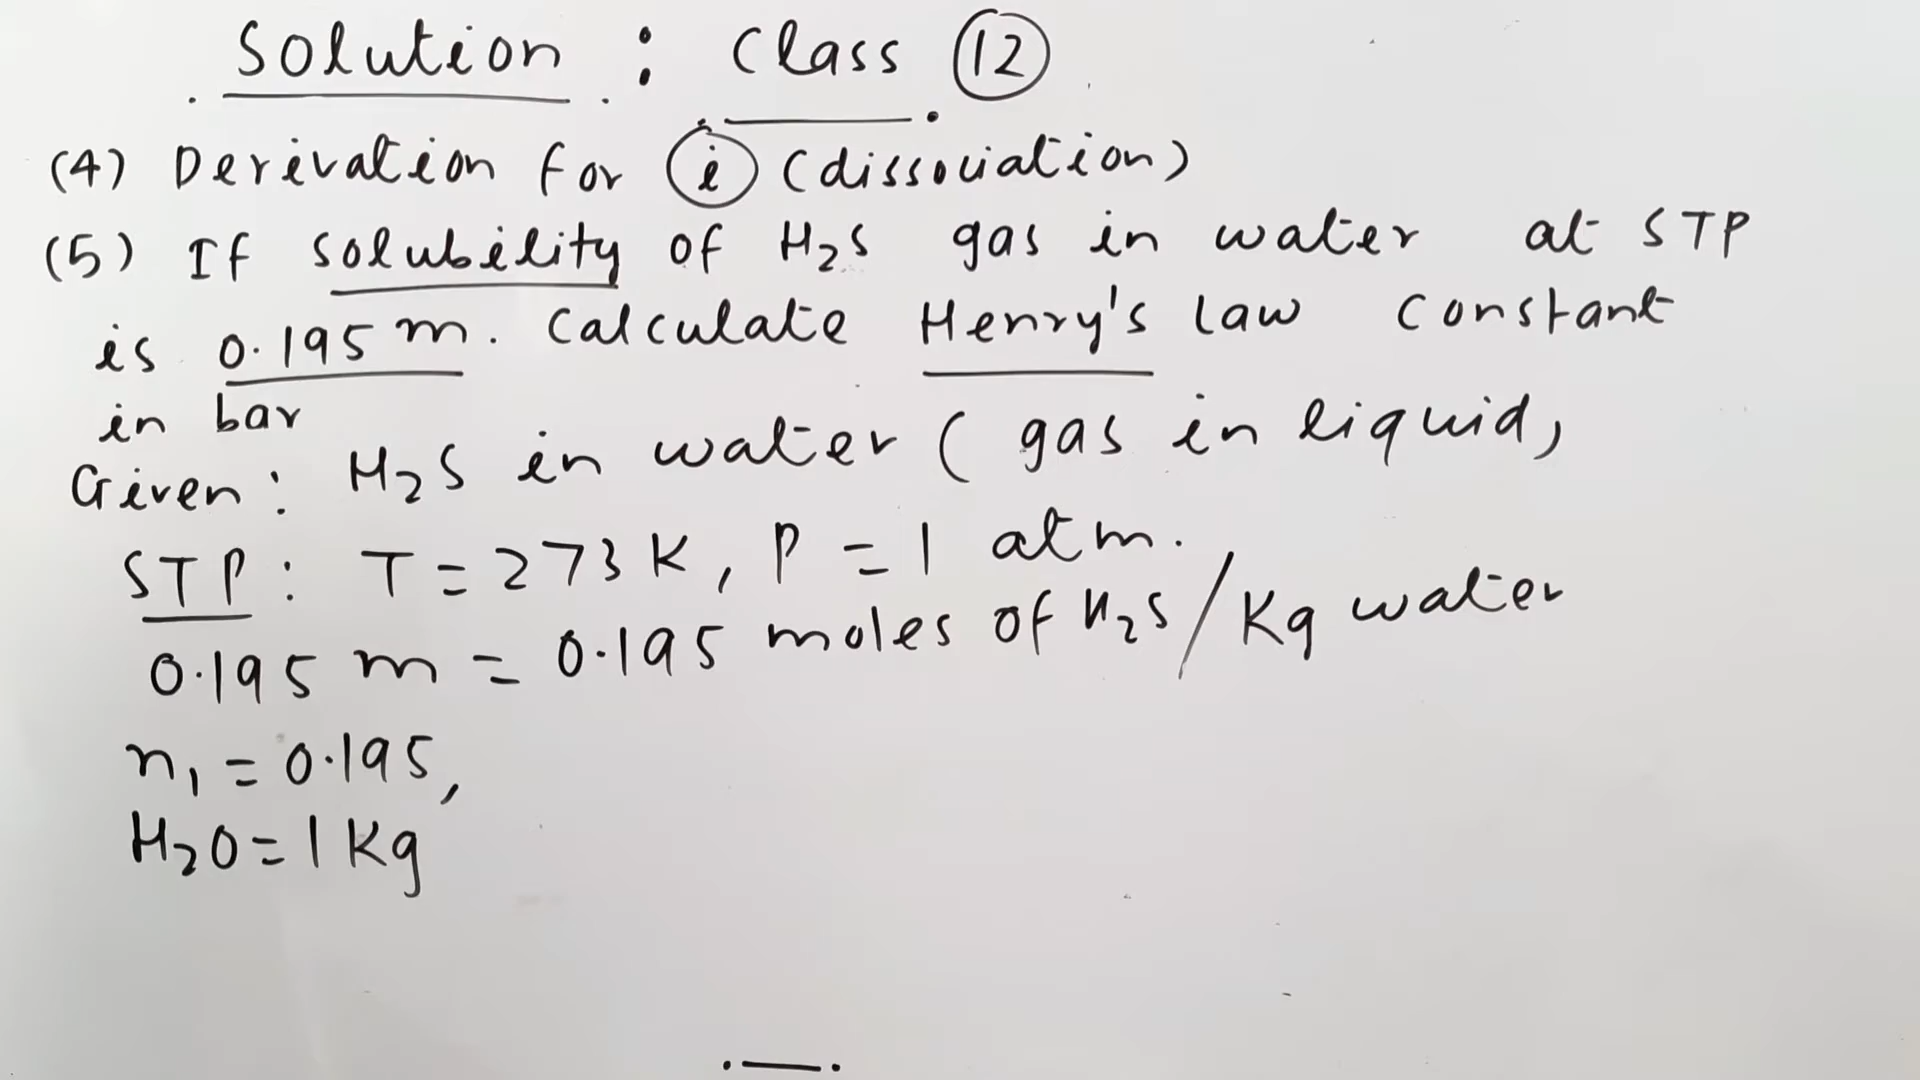 Solution : Class 12
(4) Derivation for i (dissociation)
(5) If solubility of H₂S gas in water at STP
is 0.195 m. Calculate Henry's law constant
in bar
Given: H₂S in water (gas in liquid,
STP: T = 273 K, P = 1 atm.
0.195 m = 0.195 moles of H₂S/Kg water
n₁ = 0.195,
H₂O = 1 Kg